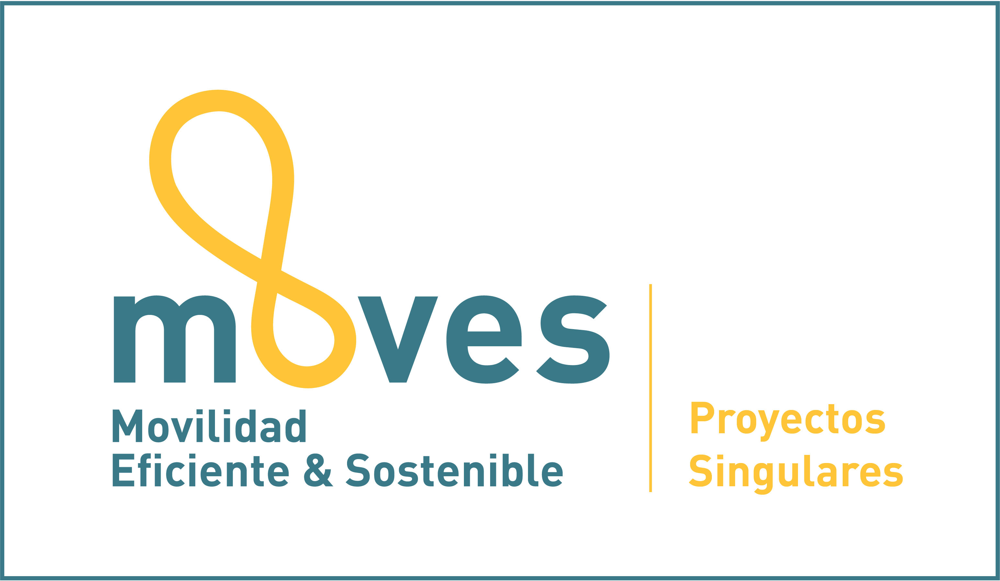 moves
Movilidad
Eficiente & Sostenible
Proyectos
Singulares